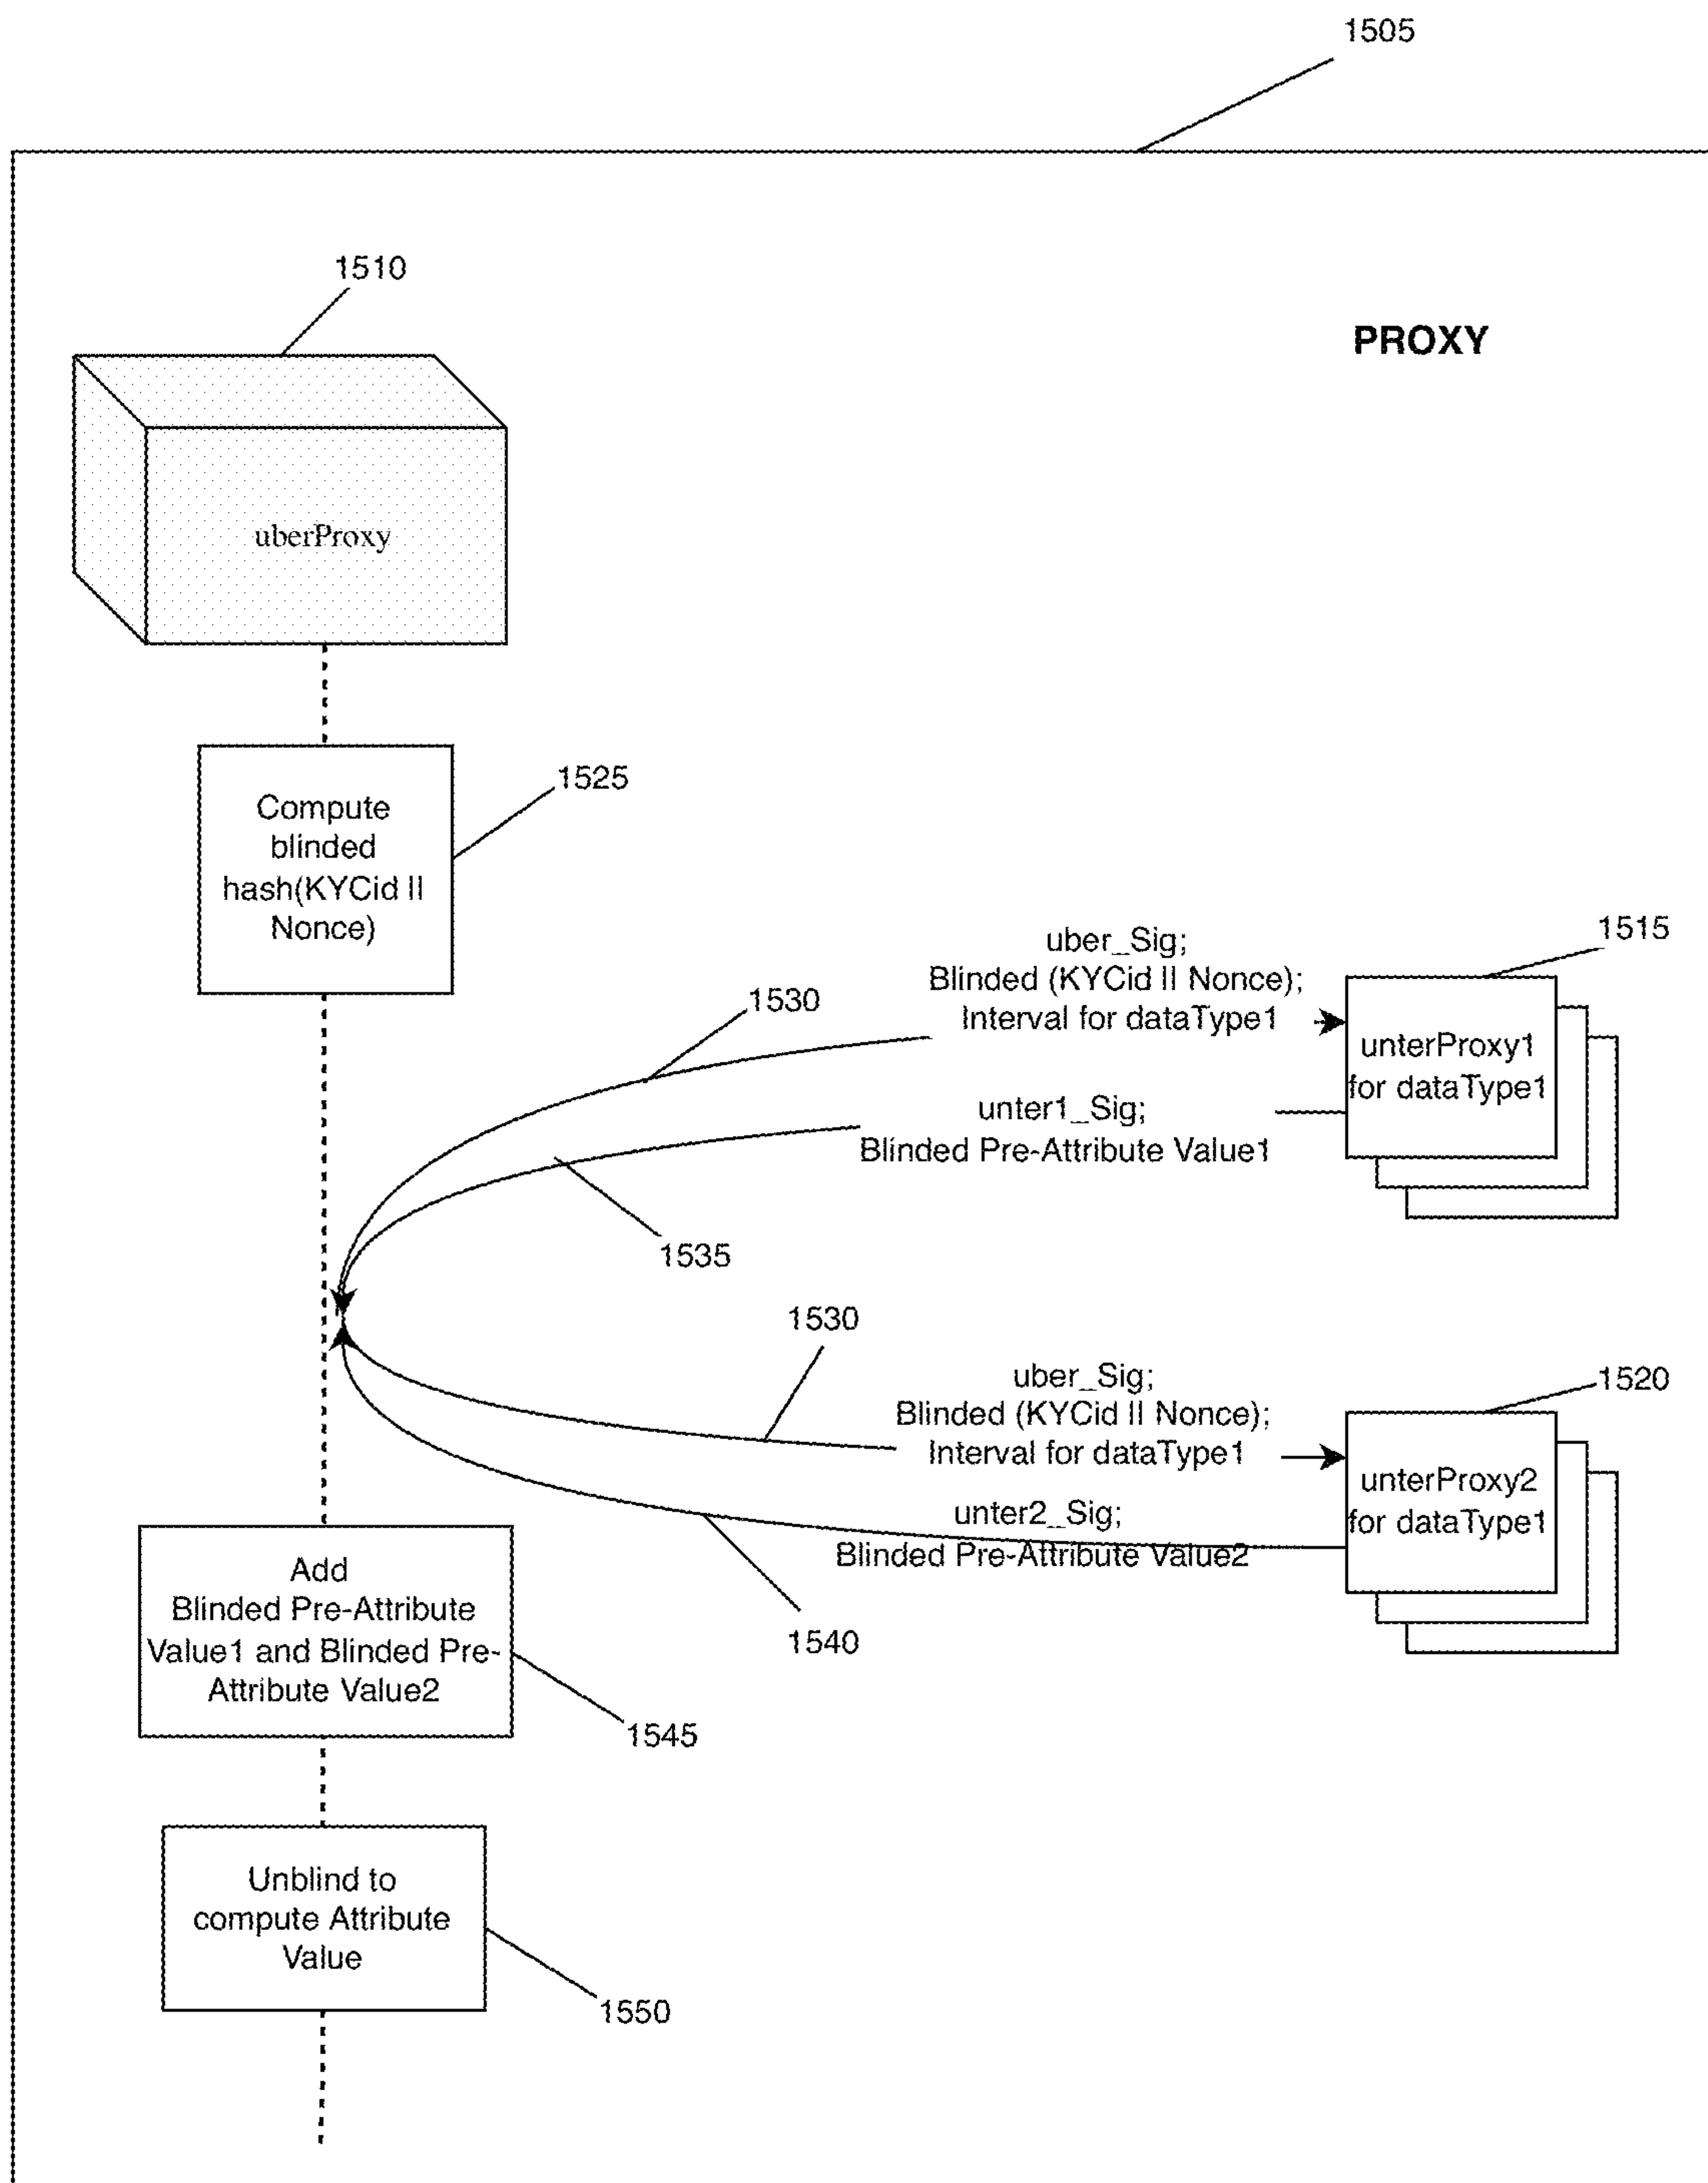 1505
1510
PROXY
uberProxy
1525
Compute
blinded
hash(KYCid ||
Nonce)
1515
uber_Sig;
Blinded (KYCid || Nonce);
Interval for dataType1
1530
unterProxy1
for dataType1
unter1_Sig;
Blinded Pre-Attribute Value1
1535
1530
uber_Sig;
Blinded (KYCid || Nonce);
Interval for dataType1
1520
unterProxy2
for dataType1
unter2_Sig;
Blinded Pre-Attribute Value2
1540
Add
Blinded Pre-Attribute
Value1 and Blinded Pre-
Attribute Value2
1545
Unblind to
compute Attribute
Value
1550